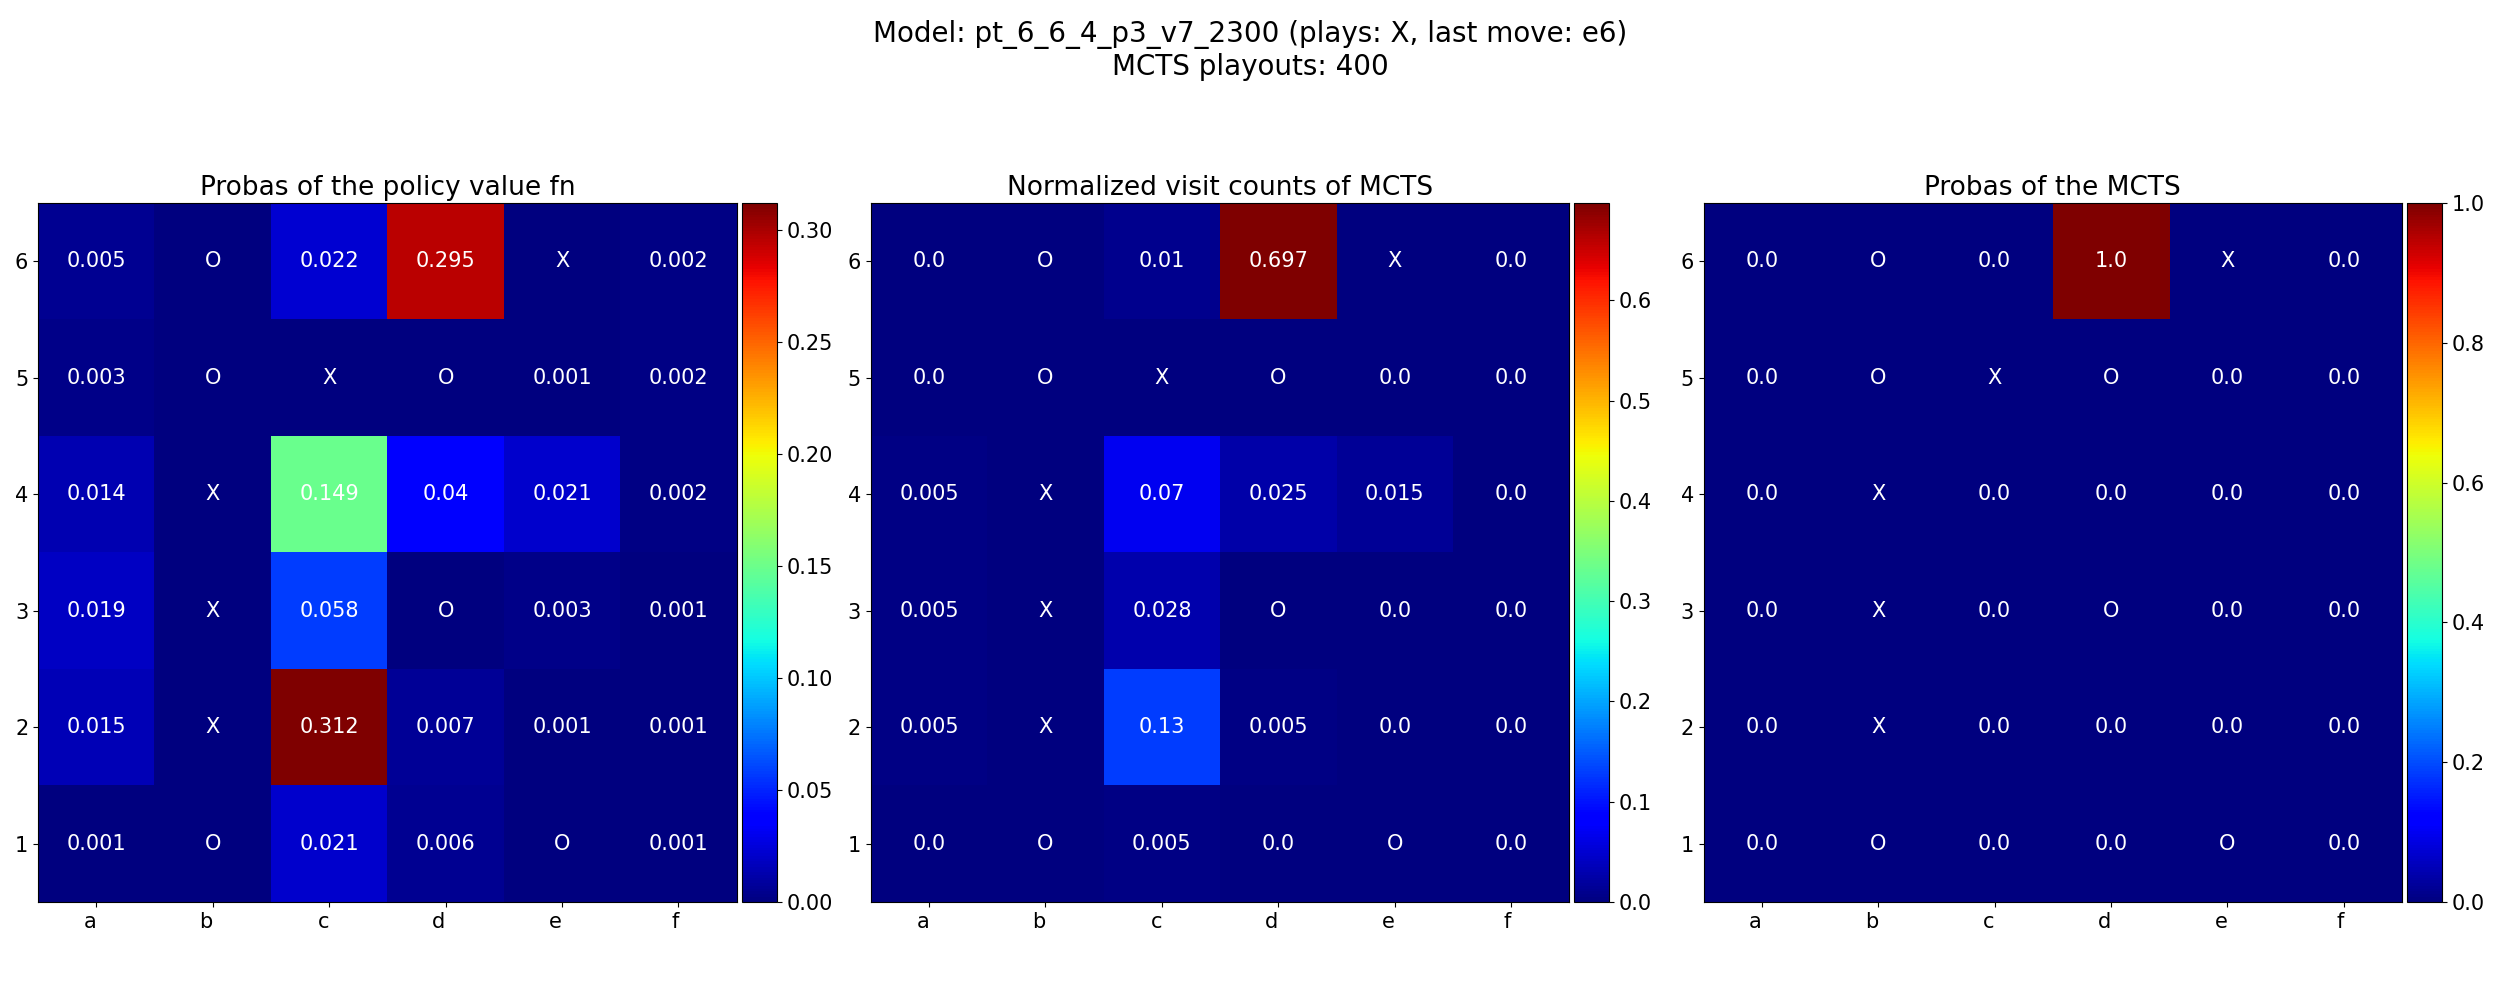 Model: pt_6_6_4_p3_v7_2300 (plays: X, last move: e6)
MCTS playouts: 400
Probas of the policy value fn
6 0.005 O 0.022 0.295 X 0.002
5 0.003 O X O 0.001 0.002
4 0.014 X 0.149 0.04 0.021 0.002
3 0.019 X 0.058 O 0.003 0.001
2 0.015 X 0.312 0.007 0.001 0.001
1 0.001 O 0.021 0.006 O 0.001
a b c d e f
0.30
0.25
0.20
0.15
0.10
0.05
0.00
Normalized visit counts of MCTS
6 0.0 O 0.01 0.697 X 0.0
5 0.0 O X O 0.0 0.0
4 0.005 X 0.07 0.025 0.015 0.0
3 0.005 X 0.028 O 0.0 0.0
2 0.005 X 0.13 0.005 0.0 0.0
1 0.0 O 0.005 0.0 O 0.0
a b c d e f
0.6
0.5
0.4
0.3
0.2
0.1
0.0
Probas of the MCTS
6 0.0 O 0.0 1.0 X 0.0
5 0.0 O X O 0.0 0.0
4 0.0 X 0.0 0.0 0.0 0.0
3 0.0 X 0.0 O 0.0 0.0
2 0.0 X 0.0 0.0 0.0 0.0
1 0.0 O 0.0 0.0 O 0.0
a b c d e f
1.0
0.8
0.6
0.4
0.2
0.0